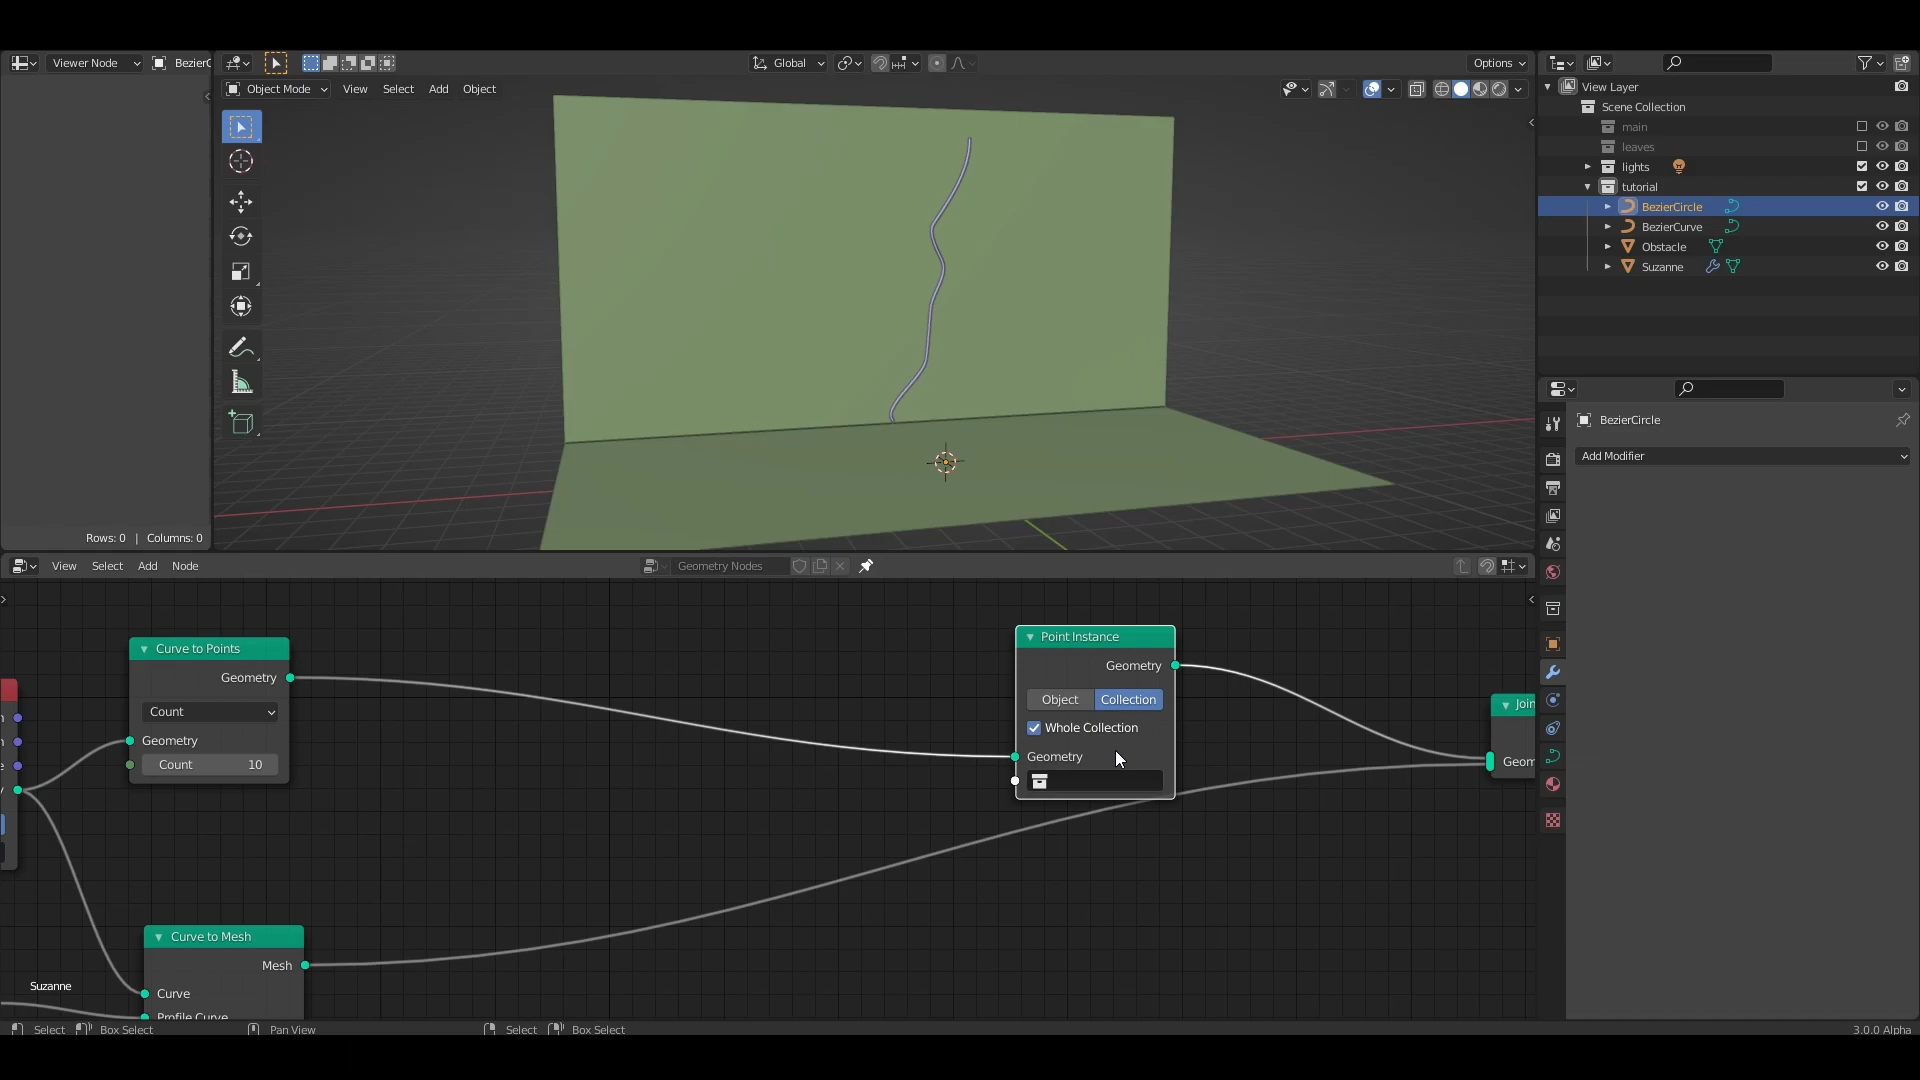 Viewer Node
BezierC
Global
Options
View Layer
Object Mode
View
Select
Add
Object
Scene Collection
main
leaves
lights
tutorial
BezierCircle
BezierCurve
Obstacle
Suzanne
BezierCircle
Add Modifier
Rows: 0 | Columns: 0
View
Select
Add
Node
Geometry Nodes
Curve to Points
Geometry
Count
Geometry
Count 10
Point Instance
Geometry
Object
Collection
Whole Collection
Geometry
Join
Geom
Curve to Mesh
Mesh
Curve
Profile Curve
Suzanne
Select
Box Select
Pan View
Select
Box Select
3.0.0 Alpha